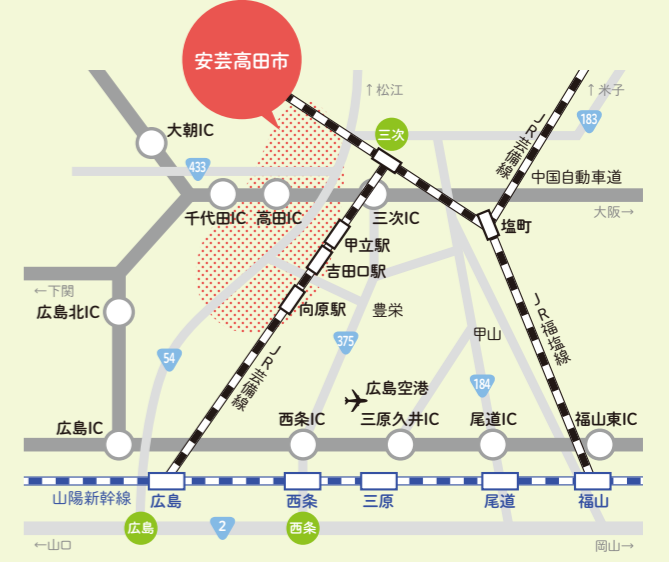 安芸高田市
↑松江
↑米子
183
大朝IC
三次
JR芸備線
433
中国自動車道
千代田IC
高田IC
三次IC
大阪→
塩町
甲立駅
吉田口駅
←下関
広島北IC
向原駅
豊栄
JR福塩線
甲山
375
54
JR芸備線
184
広島空港
広島IC
西条IC
三原久井IC
尾道IC
福山東IC
山陽新幹線
広島
西条
三原
尾道
福山
広島
2
西条
←山口
岡山→